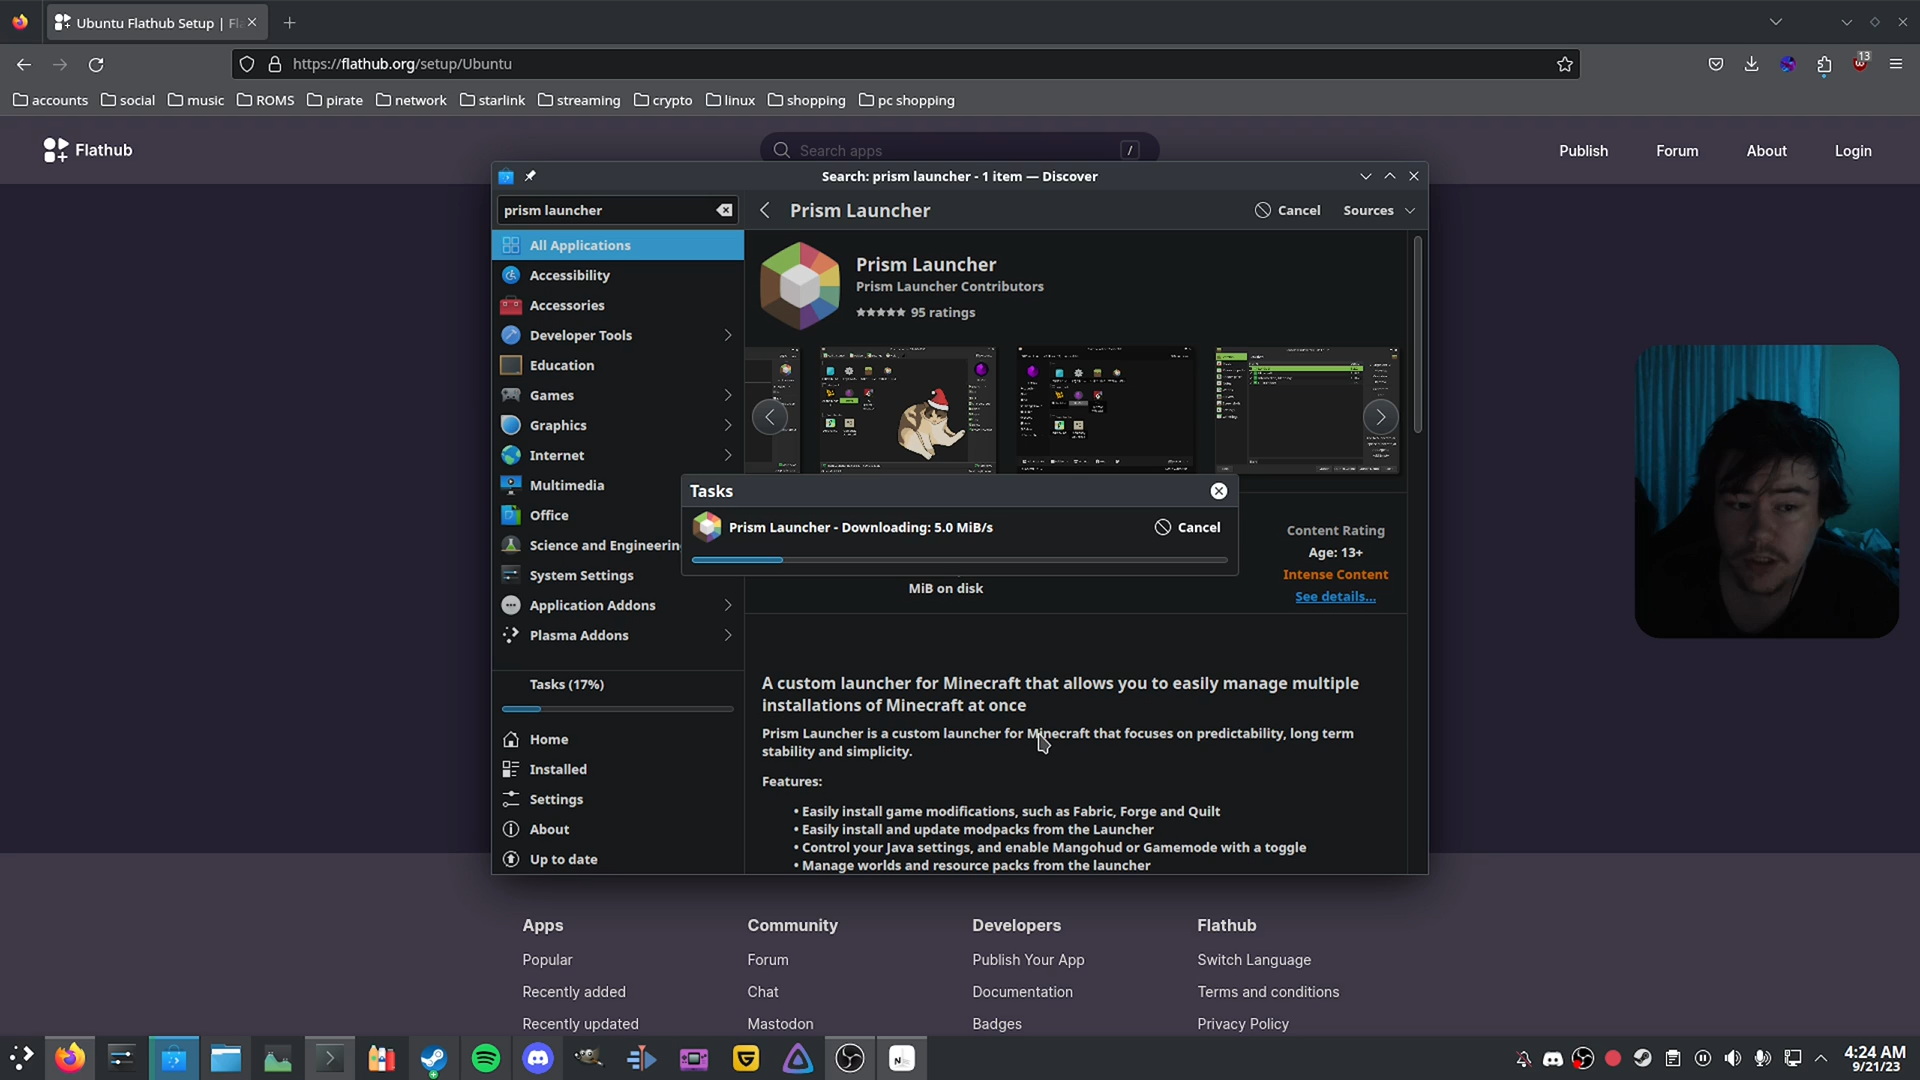 Ubuntu Flathub Setup | Fl
https://flathub.org/setup/Ubuntu
13
accounts social music ROMS pirate network starlink streaming crypto linux shopping pc shopping
Flathub
Search apps /
Publish Forum About Login
Search: prism launcher - 1 item — Discover
prism launcher
Prism Launcher
Cancel Sources
All Applications
Accessibility
Accessories
Developer Tools
Education
Games
Graphics
Internet
Multimedia
Office
Science and Engineerin
System Settings
Application Addons
Plasma Addons
Tasks (17%)
Home
Installed
Settings
About
Up to date
Prism Launcher
Prism Launcher Contributors
95 ratings
Tasks
Prism Launcher - Downloading: 5.0 MiB/s
Cancel
MiB on disk
Content Rating
Age: 13+
Intense Content
See details...
A custom launcher for Minecraft that allows you to easily manage multiple
installations of Minecraft at once
Prism Launcher is a custom launcher for Minecraft that focuses on predictability, long term
stability and simplicity.
Features:
• Easily install game modifications, such as Fabric, Forge and Quilt
• Easily install and update modpacks from the Launcher
• Control your Java settings, and enable Mangohud or Gamemode with a toggle
• Manage worlds and resource packs from the launcher
Apps Community Developers Flathub
Popular Forum Publish Your App Switch Language
Recently added Chat Documentation Terms and conditions
Recently updated Mastodon Badges Privacy Policy
4:24 AM
9/21/23